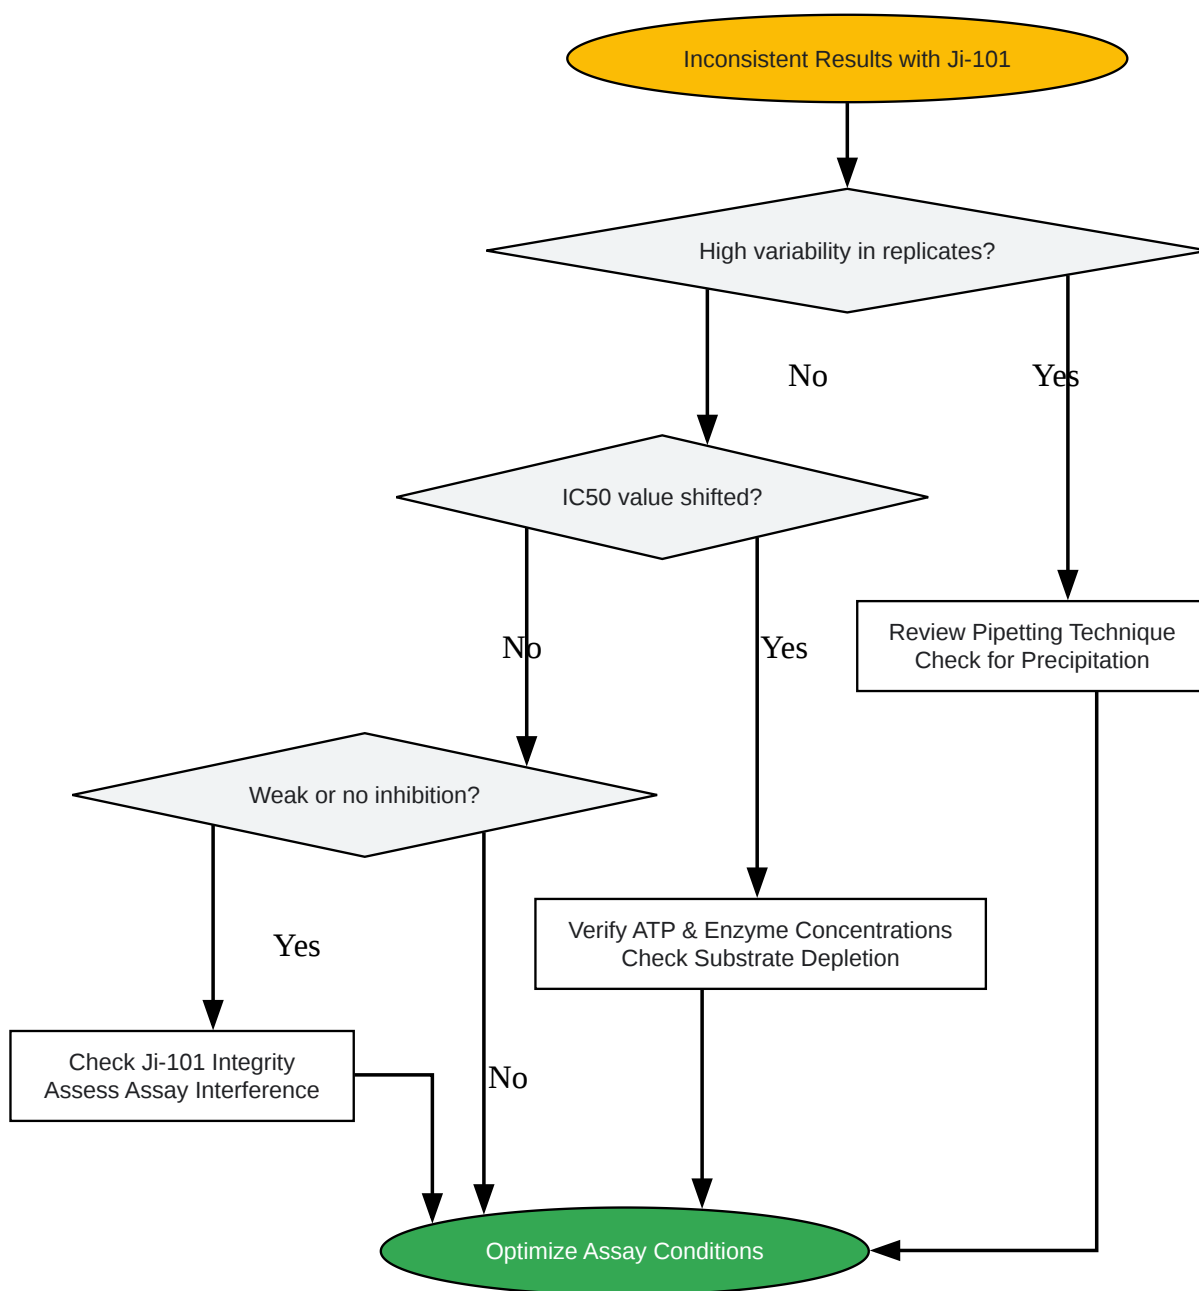 Inconsistent Results with Ji-101
High variability in replicates?
No
Yes
IC50 value shifted?
No
Yes
Review Pipetting Technique
Check for Precipitation
Weak or no inhibition?
Yes
Verify ATP & Enzyme Concentrations
Check Substrate Depletion
Check Ji-101 Integrity
Assess Assay Interference
No
Optimize Assay Conditions